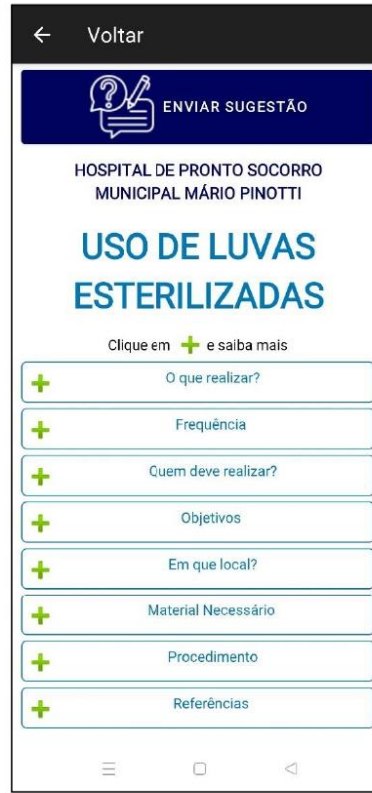 Voltar
ENVIAR SUGESTÃO
HOSPITAL DE PRONTO SOCORRO
MUNICIPAL MÁRIO PINOTTI
USO DE LUVAS
ESTERILIZADAS
Clique em + e saiba mais
O que realizar?
Frequência
Quem deve realizar?
Objetivos
Em que local?
Material Necessário
Procedimento
Referências